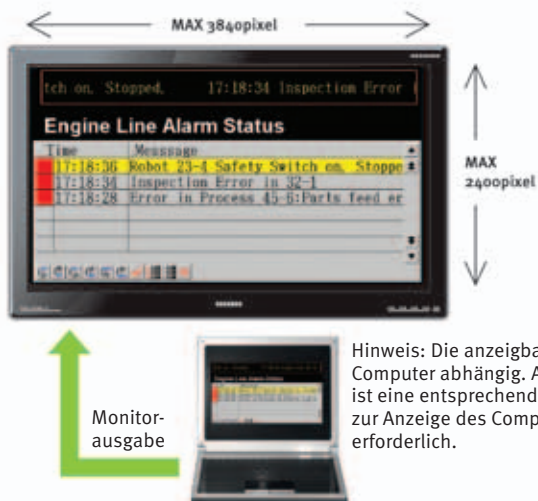 MAX 3840pixel
tch on, Stopped. 17:18:34 Inspection Error
Engine Line Alarm Status
Time Messsage
17:18:36 Robot 23-4 Safety Switch on, Stoppe
17:18:34 Inspection Error in 32-1
17:18:28 Error in Process 45-6:Parts feed er
MAX
2400pixel
Hinweis: Die anzeigba
Computer abhängig. A
ist eine entsprechend
zur Anzeige des Comp
erforderlich.
Monitor-
ausgabe